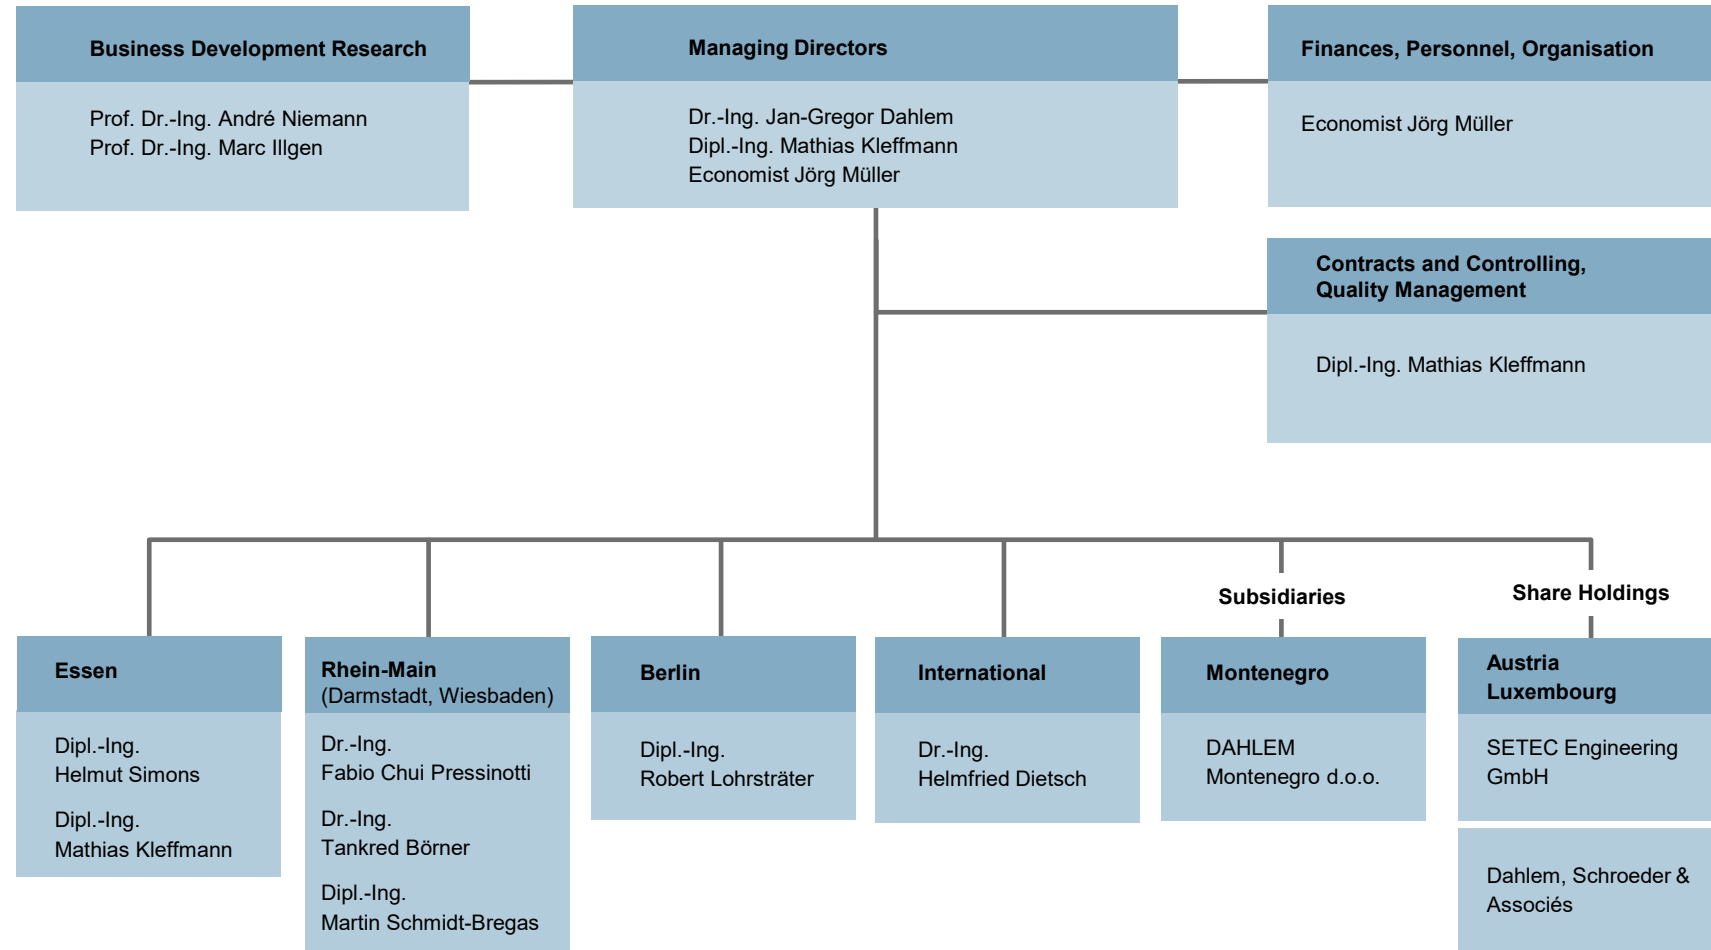 Business Development Research
Prof. Dr.-Ing. André Niemann
Prof. Dr.-Ing. Marc Illgen
Managing Directors
Dr.-Ing. Jan-Gregor Dahlem
Dipl.-Ing. Mathias Kleffmann
Economist Jörg Müller
Finances, Personnel, Organisation
Economist Jörg Müller
Contracts and Controlling,
Quality Management
Dipl.-Ing. Mathias Kleffmann
Essen
Dipl.-Ing.
Helmut Simons
Dipl.-Ing.
Mathias Kleffmann
Rhein-Main
(Darmstadt, Wiesbaden)
Dr.-Ing.
Fabio Chui Pressinotti
Dr.-Ing.
Tankred Börner
Dipl.-Ing.
Martin Schmidt-Bregas
Berlin
Dipl.-Ing.
Robert Lohrsträter
International
Dr.-Ing.
Helmfried Dietsch
Subsidiaries
Montenegro
DAHLEM
Montenegro d.o.o.
Share Holdings
Austria
Luxembourg
SETEC Engineering
GmbH
Dahlem, Schroeder &
Associés